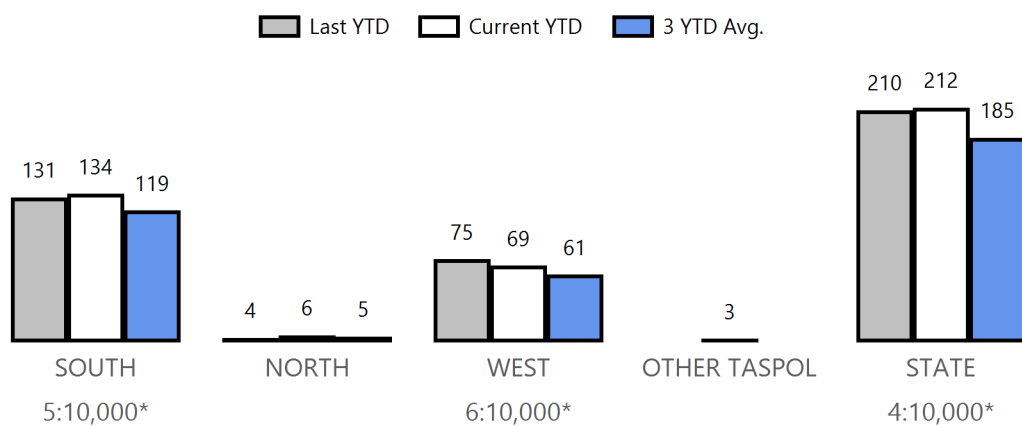 Last YTD Current YTD 3 YTD Avg.
210 212 185
131 134 119
75 69 61
4 6 5 3
SOUTH NORTH WEST OTHER TASPOL STATE
5:10,000* 6:10,000* 4:10,000*